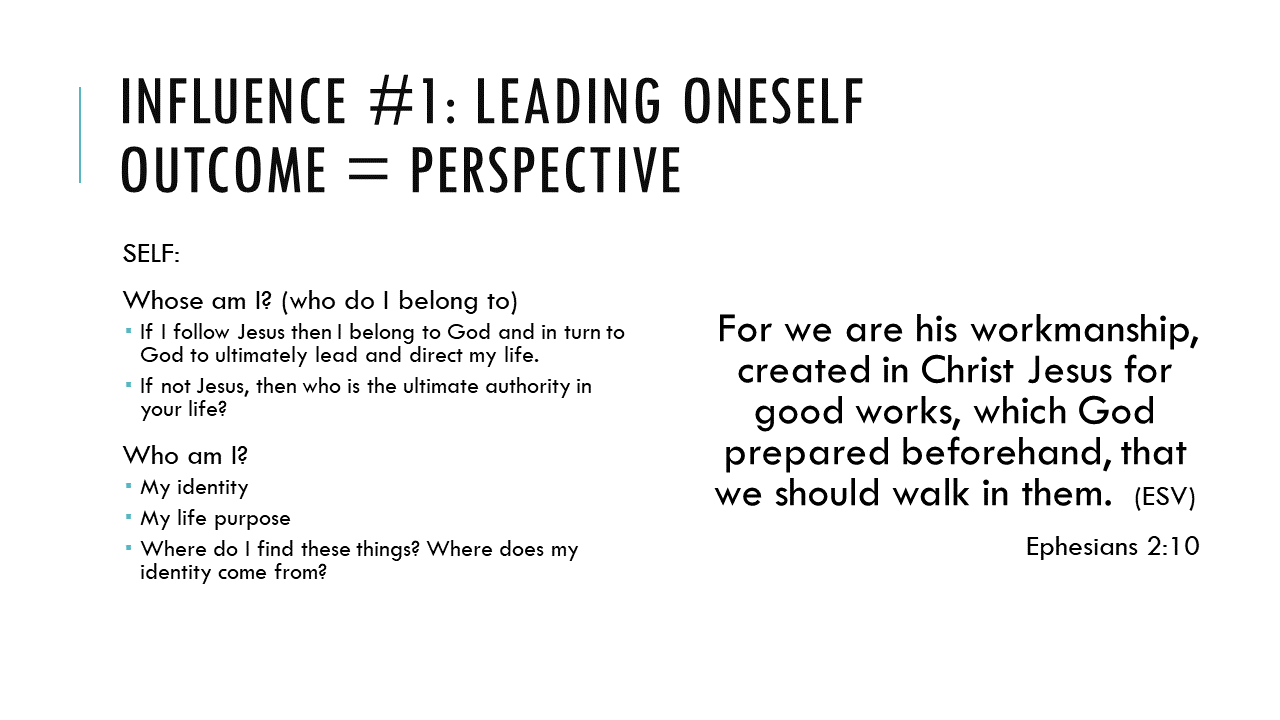 INFLUENCE #1: LEADING ONESELF
OUTCOME = PERSPECTIVE
SELF:
Whose am I? (who do I belong to)
▪ If I follow Jesus then I belong to God and in turn to
God to ultimately lead and direct my life.
▪ If not Jesus, then who is the ultimate authority in
your life?
Who am I?
▪ My identity
▪ My life purpose
▪ Where do I find these things? Where does my
identity come from?
For we are his workmanship,
created in Christ Jesus for
good works, which God
prepared beforehand, that
we should walk in them. (ESV)
Ephesians 2:10